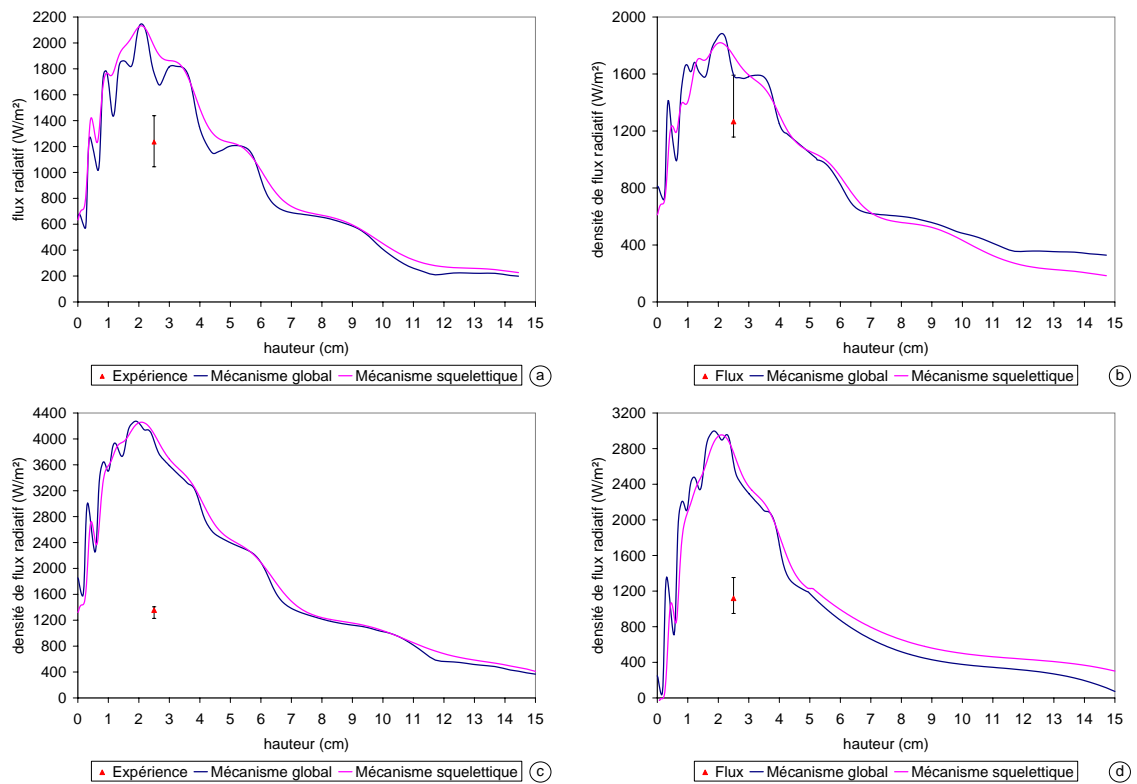 flux radiatif (W/m²)
2200
2000
1800
1600
1400
1200
1000
800
600
400
200
0
0 1 2 3 4 5 6 7 8 9 10 11 12 13 14 15
hauteur (cm)
Expérience Mécanisme global Mécanisme squelettique
a
densité de flux radiatif (W/m²)
2000
1600
1200
800
400
0
0 1 2 3 4 5 6 7 8 9 10 11 12 13 14 15
hauteur (cm)
Flux Mécanisme global Mécanisme squelettique
b
densité de flux radiatif (W/m²)
4400
4000
3600
3200
2800
2400
2000
1600
1200
800
400
0
0 1 2 3 4 5 6 7 8 9 10 11 12 13 14 15
hauteur (cm)
Expérience Mécanisme global Mécanisme squelettique
c
densité de flux radiatif (W/m²)
3200
2800
2400
2000
1600
1200
800
400
0
0 1 2 3 4 5 6 7 8 9 10 11 12 13 14 15
hauteur (cm)
Flux Mécanisme global Mécanisme squelettique
d